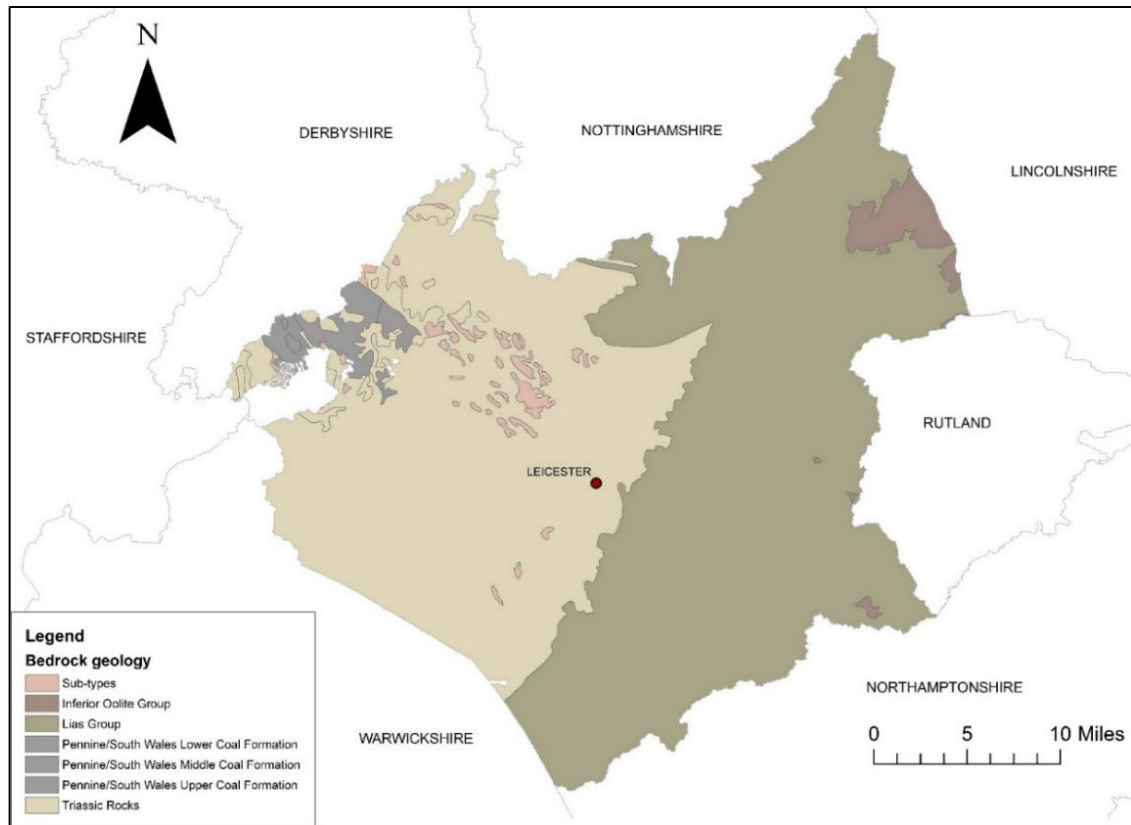 N
DERBYSHIRE
NOTTINGHAMSHIRE
LINCOLNSHIRE
STAFFORDSHIRE
RUTLAND
LEICESTER
NORTHAMPTONSHIRE
WARWICKSHIRE
0 5 10 Miles
Legend
Bedrock geology
Sub-types
Inferior Oolite Group
Lias Group
Pennine/South Wales Lower Coal Formation
Pennine/South Wales Middle Coal Formation
Pennine/South Wales Upper Coal Formation
Triassic Rocks